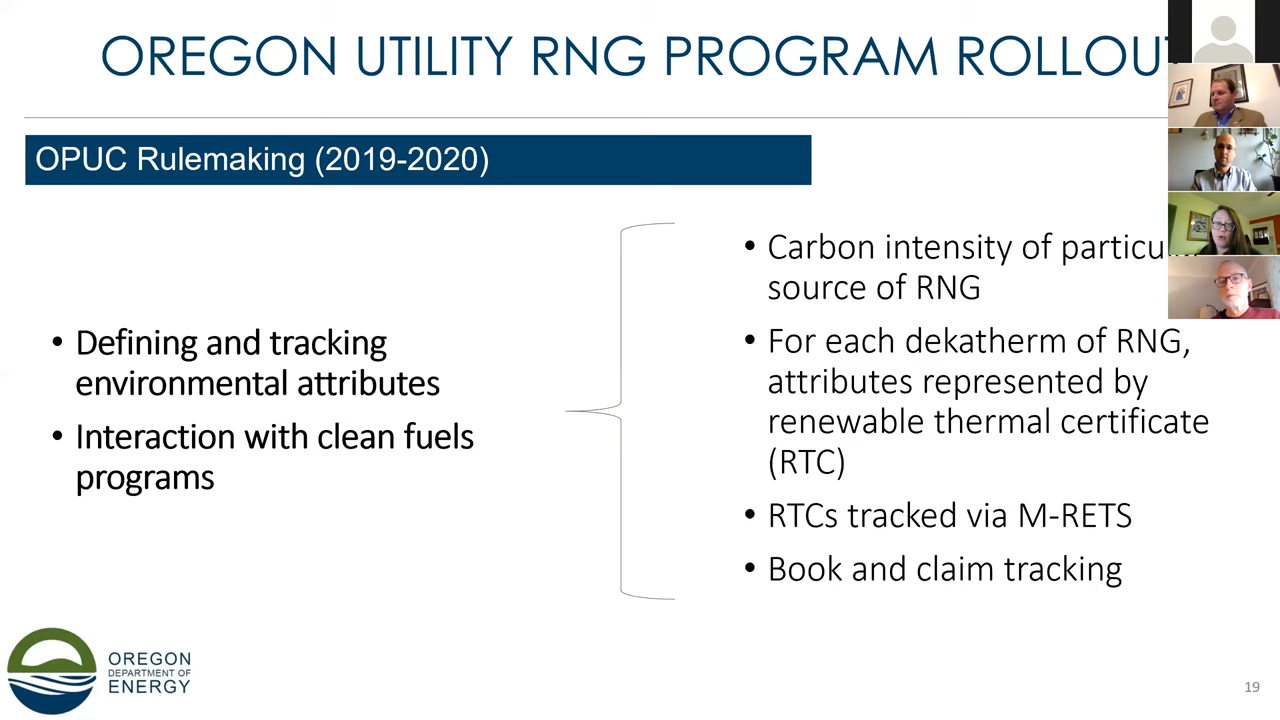 OREGON UTILITY RNG PROGRAM ROLLOU
OPUC Rulemaking (2019-2020)
• Defining and tracking
environmental attributes
• Interaction with clean fuels
programs
• Carbon intensity of particu
source of RNG
• For each dekatherm of RNG,
attributes represented by
renewable thermal certificate
(RTC)
• RTCs tracked via M-RETS
• Book and claim tracking
OREGON
DEPARTMENT OF
ENERGY
19